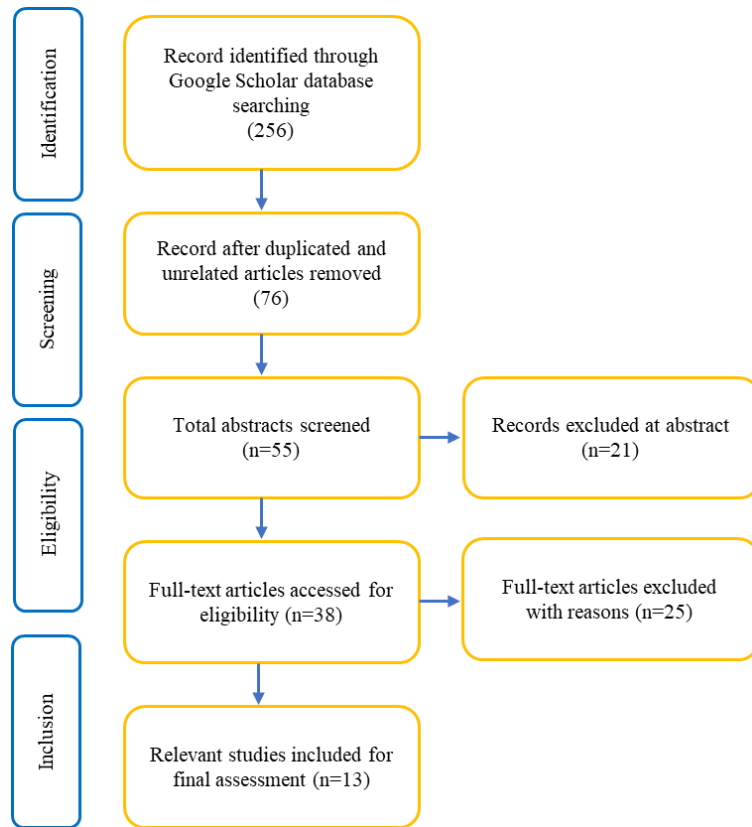 Identification
Record identified through
Google Scholar database
searching
(256)
Screening
Record after duplicated and
unrelated articles removed
(76)
Total abstracts screened
(n=55)
Records excluded at abstract
(n=21)
Eligibility
Full-text articles accessed for
eligibility (n=38)
Full-text articles excluded
with reasons (n=25)
Inclusion
Relevant studies included for
final assessment (n=13)